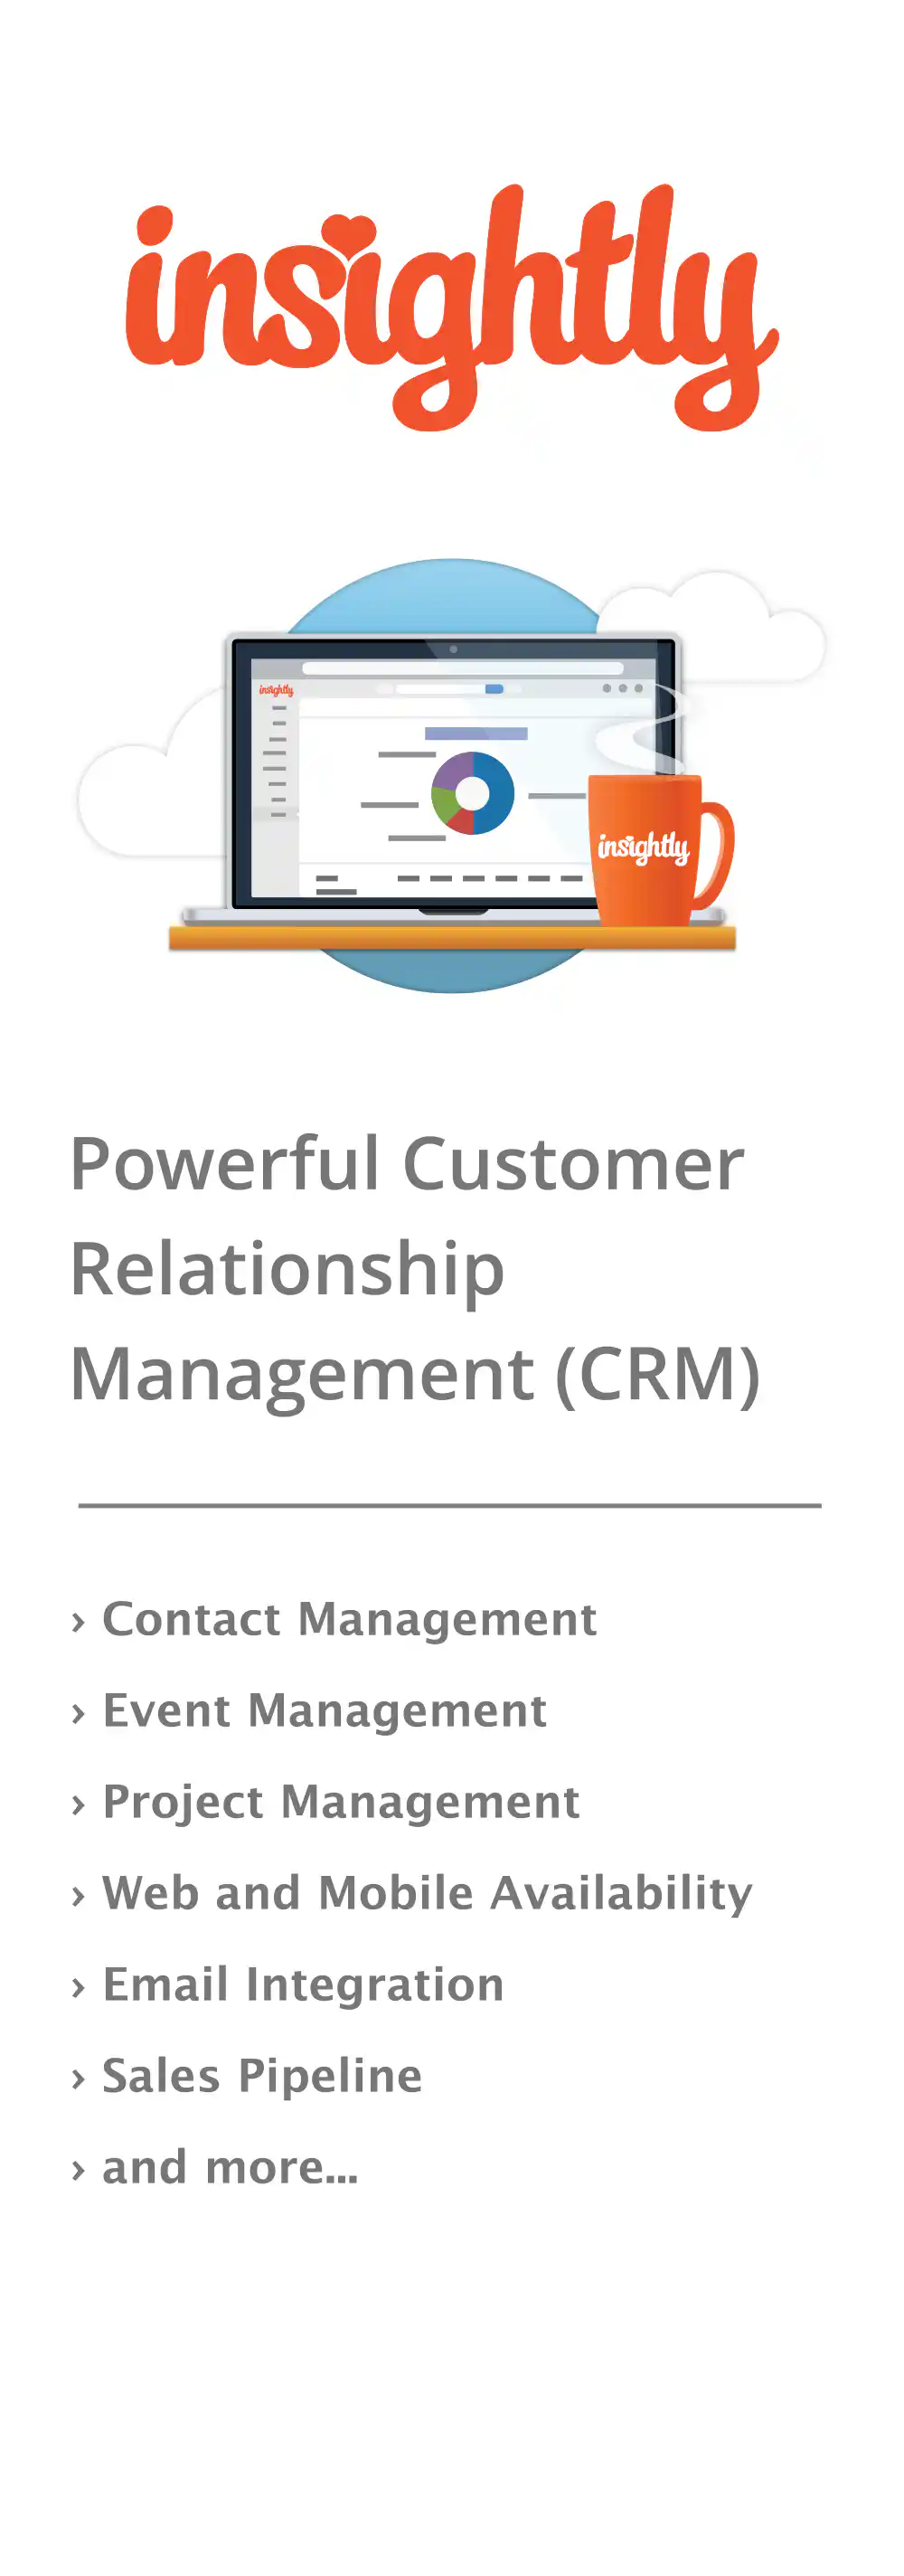 insightly
insightly
insightly
Powerful Customer
Relationship
Management (CRM)
› Contact Management
› Event Management
› Project Management
› Web and Mobile Availability
› Email Integration
› Sales Pipeline
› and more...